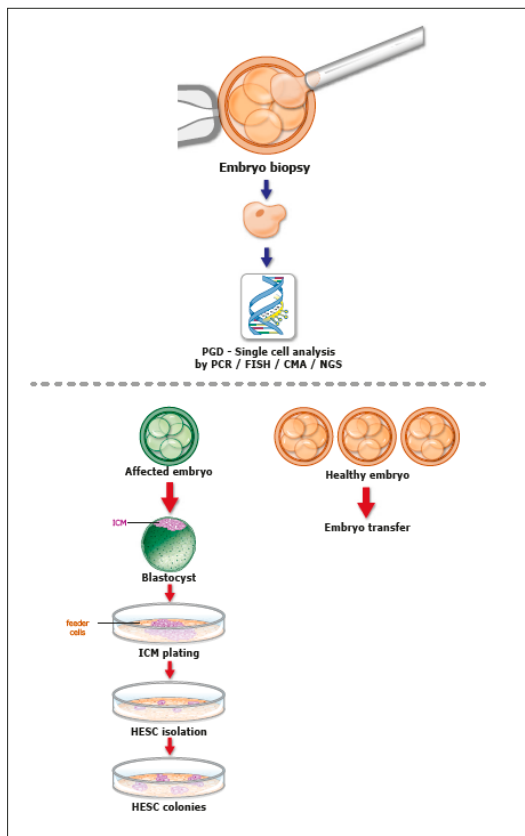 Embryo biopsy
PGD - Single cell analysis
by PCR / FISH / CMA / NGS
Affected embryo
Healthy embryo
ICM
Embryo transfer
Blastocyst
feeder
cells
ICM plating
HESC isolation
HESC colonies